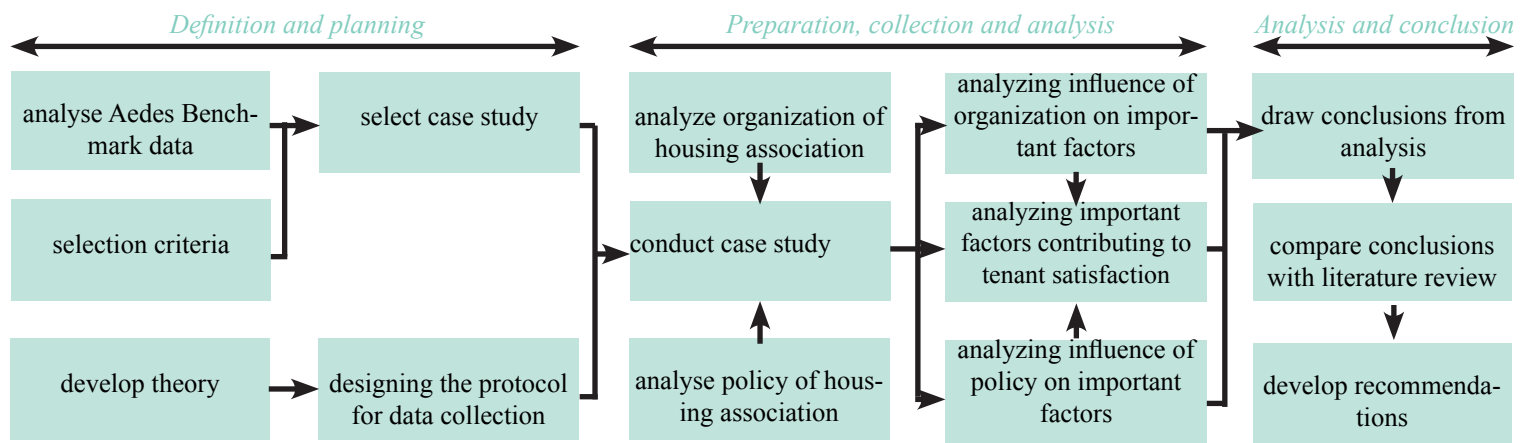 Definition and planning
Preparation, collection and analysis
Analysis and conclusion
analyse Aedes Bench-
mark data
select case study
selection criteria
develop theory
designing the protocol
for data collection
analyze organization of
housing association
conduct case study
analyse policy of hous-
ing association
analyzing influence of
organization on impor-
tant factors
analyzing important
factors contributing to
tenant satisfaction
analyzing influence of
policy on important
factors
draw conclusions from
analysis
compare conclusions
with literature review
develop recommenda-
tions